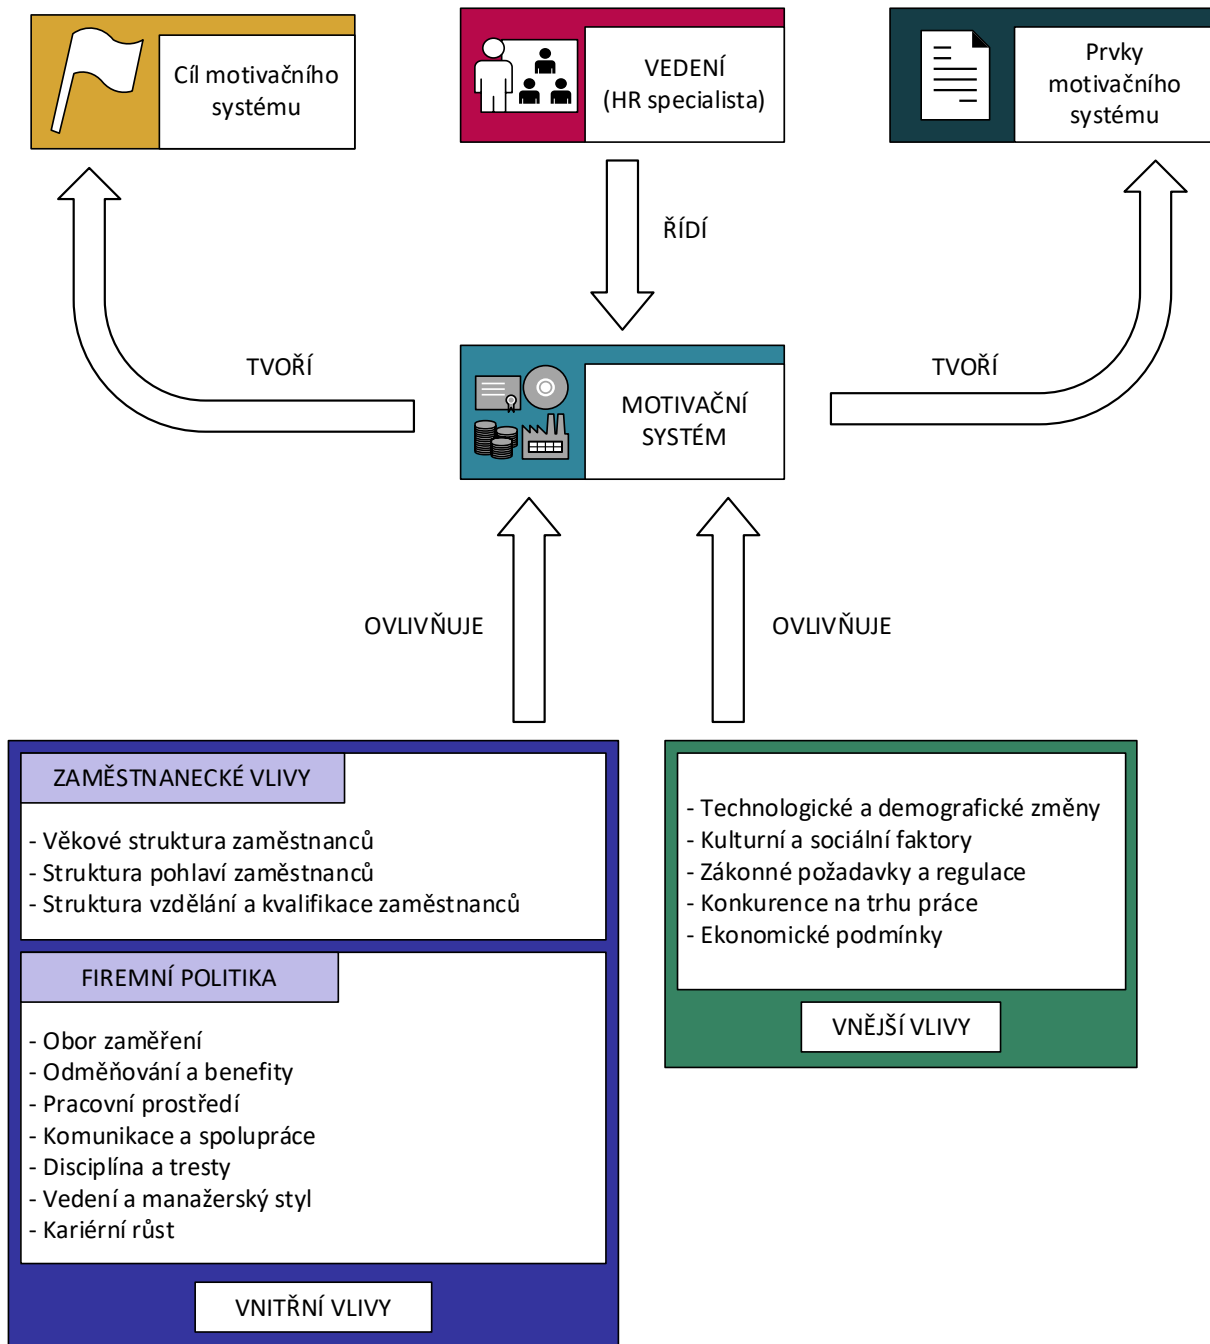 Cíl motivačního
systému
VEDENÍ
(HR specialista)
Prvky
motivačního
systému
ŘÍDÍ
TVOŘÍ
TVOŘÍ
MOTIVAČNÍ
SYSTÉM
OVLIVŇUJE
OVLIVŇUJE
ZAMĚSTNANECKÉ VLIVY
- Věkové struktura zaměstnanců
- Struktura pohlaví zaměstnanců
- Struktura vzdělání a kvalifikace zaměstnanců
FIREMNÍ POLITIKA
- Obor zaměření
- Odměňování a benefity
- Pracovní prostředí
- Komunikace a spolupráce
- Disciplína a tresty
- Vedení a manažerský styl
- Kariérní růst
VNITŘNÍ VLIVY
- Technologické a demografické změny
- Kulturní a sociální faktory
- Zákonné požadavky a regulace
- Konkurence na trhu práce
- Ekonomické podmínky
VNĚJŠÍ VLIVY